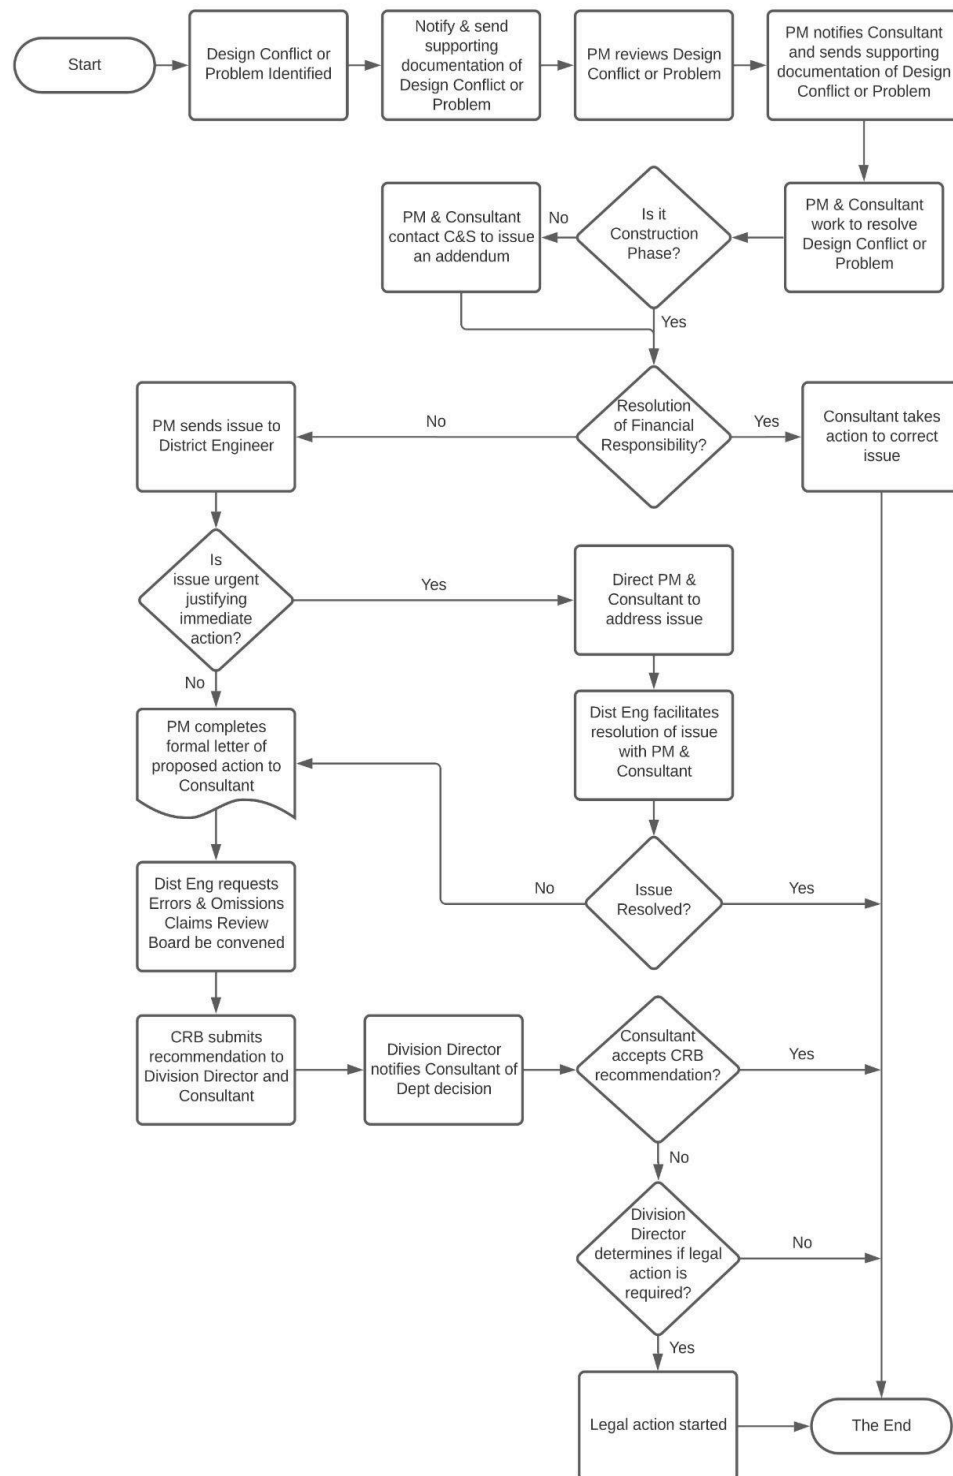 Start
Design Conflict or
Problem Identified
Notify & send
supporting
documentation of
Design Conflict or
Problem
PM reviews Design
Conflict or Problem
PM notifies Consultant
and sends supporting
documentation of Design
Conflict or Problem
PM & Consultant
contact C&S to issue
an addendum
No
Is it
Construction
Phase?
PM & Consultant
work to resolve
Design Conflict or
Problem
Yes
PM sends issue to
District Engineer
No
Resolution
of Financial
Responsibility?
Yes
Consultant takes
action to correct
issue
Is
issue urgent
justifying
immediate
action?
Yes
Direct PM &
Consultant to
address issue
No
PM completes
formal letter of
proposed action to
Consultant
Dist Eng facilitates
resolution of issue
with PM &
Consultant
Dist Eng requests
Errors & Omissions
Claims Review
Board be convened
No
Issue
Resolved?
Yes
CRB submits
recommendation to
Division Director and
Consultant
Division Director
notifies Consultant of
Dept decision
Consultant
accepts CRB
recommendation?
Yes
No
Division
Director
determines if legal
action is
required?
No
Yes
Legal action started
The End